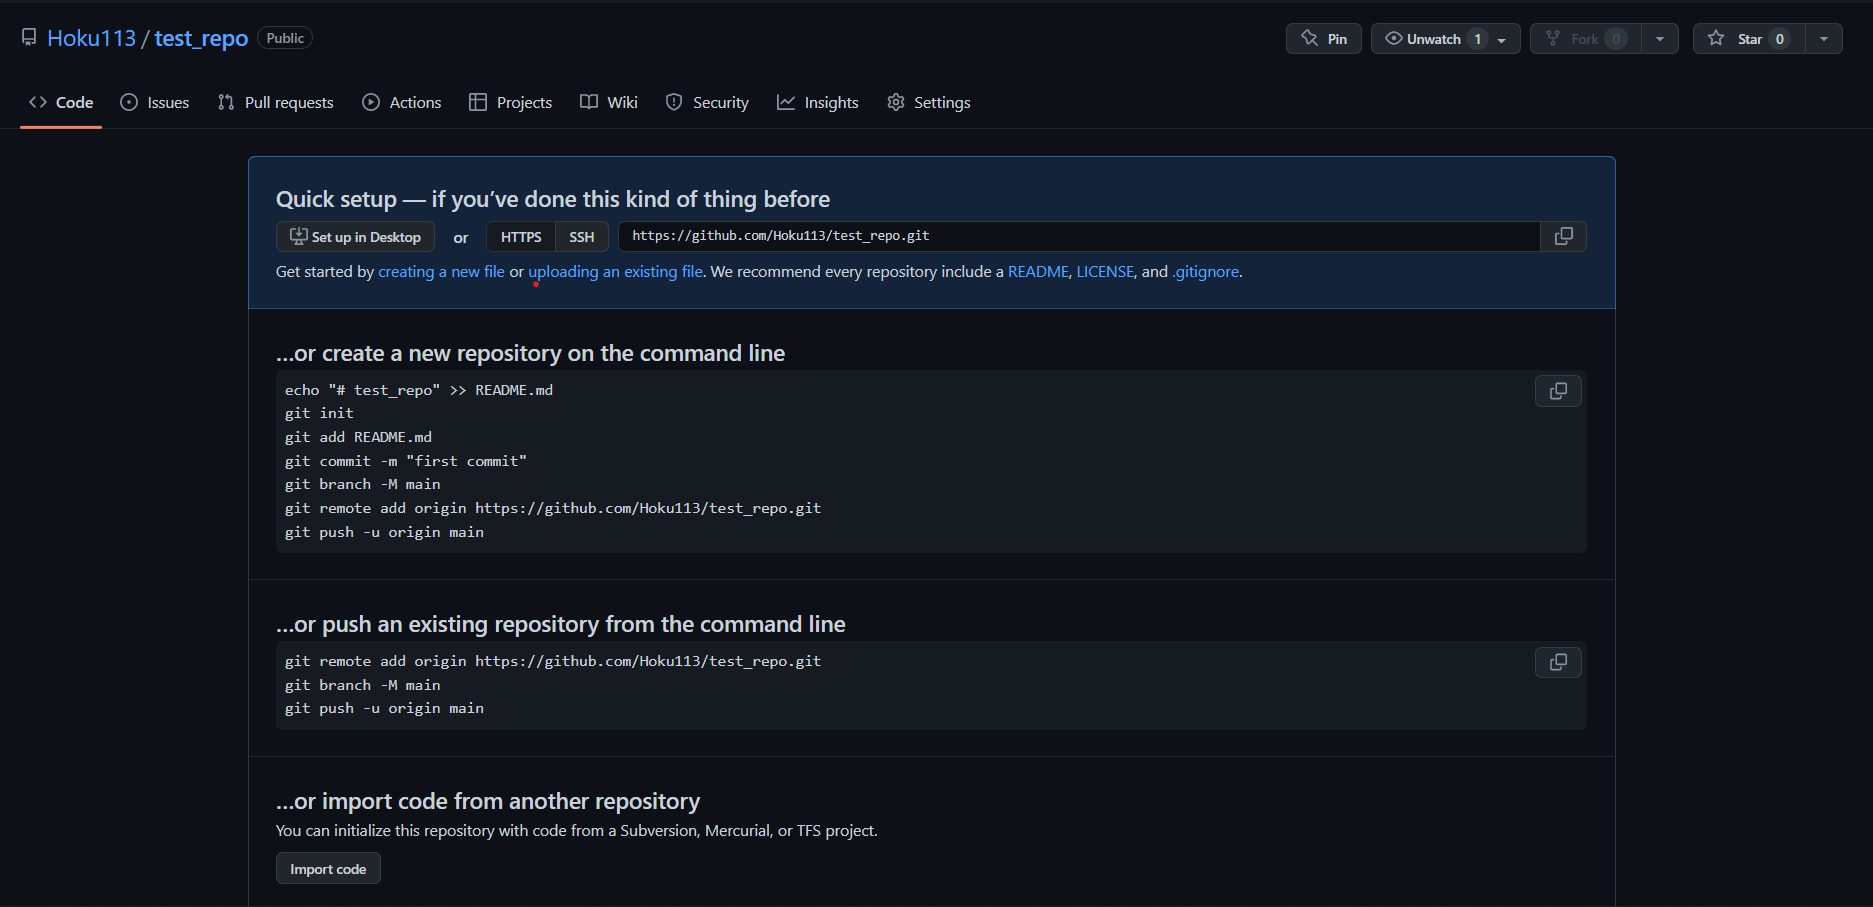 Hoku113 / test_repo Public
Pin Unwatch 1 Fork 0 Star 0
Code Issues Pull requests Actions Projects Wiki Security Insights Settings
Quick setup — if you've done this kind of thing before
Set up in Desktop or HTTPS SSH https://github.com/Hoku113/test_repo.git
Get started by creating a new file or uploading an existing file. We recommend every repository include a README, LICENSE, and .gitignore.
…or create a new repository on the command line
echo "# test_repo" >> README.md
git init
git add README.md
git commit -m "first commit"
git branch -M main
git remote add origin https://github.com/Hoku113/test_repo.git
git push -u origin main
…or push an existing repository from the command line
git remote add origin https://github.com/Hoku113/test_repo.git
git branch -M main
git push -u origin main
…or import code from another repository
You can initialize this repository with code from a Subversion, Mercurial, or TFS project.
Import code